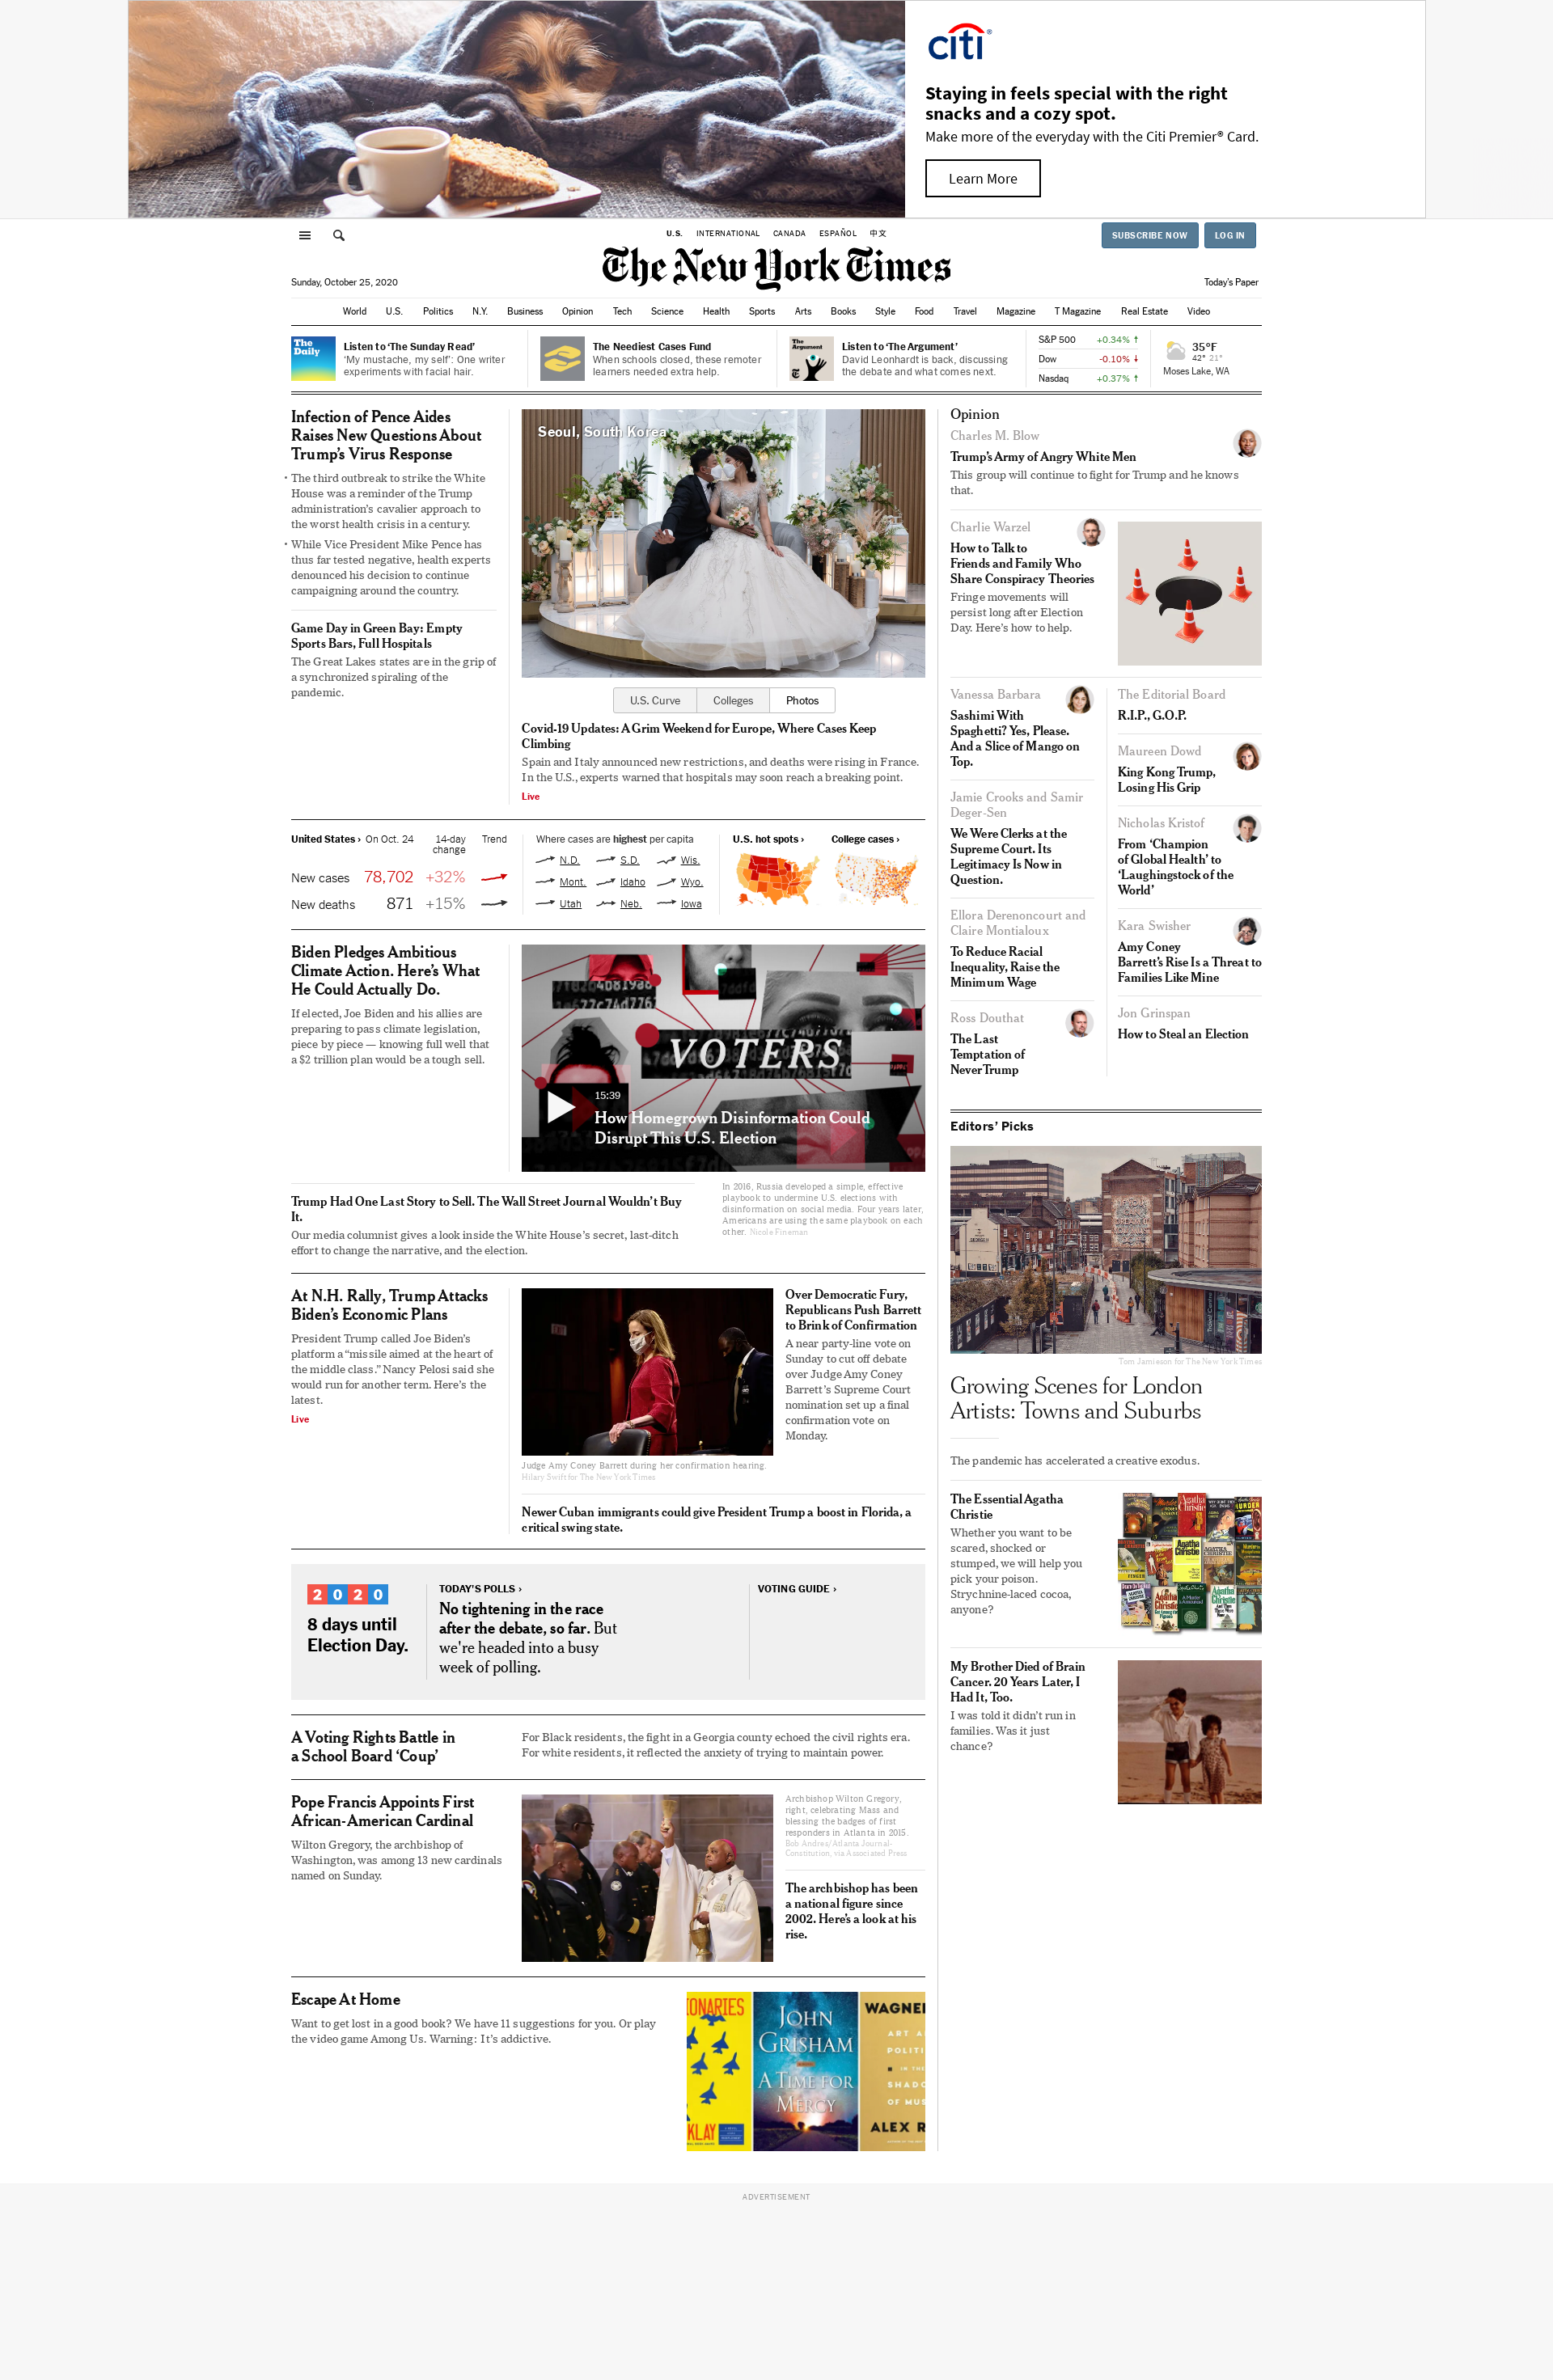 citi®
Staying in feels special with the right
snacks and a cozy spot.
Make more of the everyday with the Citi Premier® Card.
Learn More
U.S. INTERNATIONAL CANADA ESPAÑOL 中文
SUBSCRIBE NOW LOG IN
The New York Times
Sunday, October 25, 2020
Today's Paper
World U.S. Politics N.Y. Business Opinion Tech Science Health Sports Arts Books Style Food Travel Magazine T Magazine Real Estate Video
The
Daily
Listen to ‘The Sunday Read’
‘My mustache, my self’: One writer
experiments with facial hair.
The Neediest Cases Fund
When schools closed, these remoter
learners needed extra help.
The
Argument
Listen to ‘The Argument’
David Leonhardt is back, discussing
the debate and what comes next.
S&P 500 +0.34% ↑
Dow -0.10% ↓
Nasdaq +0.37% ↑
35°F
42° 21°
Moses Lake, WA
Infection of Pence Aides
Raises New Questions About
Trump’s Virus Response
• The third outbreak to strike the White
House was a reminder of the Trump
administration’s cavalier approach to
the worst health crisis in a century.
• While Vice President Mike Pence has
thus far tested negative, health experts
denounced his decision to continue
campaigning around the country.
Game Day in Green Bay: Empty
Sports Bars, Full Hospitals
The Great Lakes states are in the grip of
a synchronized spiraling of the
pandemic.
Seoul, South Korea
U.S. Curve Colleges Photos
Covid-19 Updates: A Grim Weekend for Europe, Where Cases Keep
Climbing
Spain and Italy announced new restrictions, and deaths were rising in France.
In the U.S., experts warned that hospitals may soon reach a breaking point.
Live
United States › On Oct. 24 14-day
change Trend
New cases 78,702 +32%
New deaths 871 +15%
Where cases are highest per capita
N.D. S.D. Wis.
Mont. Idaho Wyo.
Utah Neb. Iowa
U.S. hot spots › College cases ›
Biden Pledges Ambitious
Climate Action. Here’s What
He Could Actually Do.
If elected, Joe Biden and his allies are
preparing to pass climate legislation,
piece by piece — knowing full well that
a $2 trillion plan would be a tough sell.
VOTERS
15:39
How Homegrown Disinformation Could
Disrupt This U.S. Election
In 2016, Russia developed a simple, effective
playbook to undermine U.S. elections with
disinformation on social media. Four years later,
Americans are using the same playbook on each
other. Nicole Fineman
Trump Had One Last Story to Sell. The Wall Street Journal Wouldn’t Buy
It.
Our media columnist gives a look inside the White House’s secret, last-ditch
effort to change the narrative, and the election.
At N.H. Rally, Trump Attacks
Biden’s Economic Plans
President Trump called Joe Biden’s
platform a “missile aimed at the heart of
the middle class.” Nancy Pelosi said she
would run for another term. Here’s the
latest.
Live
Judge Amy Coney Barrett during her confirmation hearing.
Hilary Swift for The New York Times
Over Democratic Fury,
Republicans Push Barrett
to Brink of Confirmation
A near party-line vote on
Sunday to cut off debate
over Judge Amy Coney
Barrett’s Supreme Court
nomination set up a final
confirmation vote on
Monday.
Newer Cuban immigrants could give President Trump a boost in Florida, a
critical swing state.
2020
8 days until
Election Day.
TODAY’S POLLS ›
No tightening in the race
after the debate, so far. But
we're headed into a busy
week of polling.
VOTING GUIDE ›
A Voting Rights Battle in
a School Board ‘Coup’
For Black residents, the fight in a Georgia county echoed the civil rights era.
For white residents, it reflected the anxiety of trying to maintain power.
Pope Francis Appoints First
African-American Cardinal
Wilton Gregory, the archbishop of
Washington, was among 13 new cardinals
named on Sunday.
Archbishop Wilton Gregory,
right, celebrating Mass and
blessing the badges of first
responders in Atlanta in 2015.
Bob Andres/Atlanta Journal-
Constitution, via Associated Press
The archbishop has been
a national figure since
2002. Here’s a look at his
rise.
Escape At Home
Want to get lost in a good book? We have 11 suggestions for you. Or play
the video game Among Us. Warning: It’s addictive.
IONARIES
KLAY
JOHN
GRISHAM
A TIME FOR
MERCY
WAGNER
ART A
POLITI
IN THE
SHADO
OF MUS
ALEX R
Opinion
Charles M. Blow
Trump’s Army of Angry White Men
This group will continue to fight for Trump and he knows
that.
Charlie Warzel
How to Talk to
Friends and Family Who
Share Conspiracy Theories
Fringe movements will
persist long after Election
Day. Here’s how to help.
Vanessa Barbara
Sashimi With
Spaghetti? Yes, Please.
And a Slice of Mango on
Top.
Jamie Crooks and Samir
Deger-Sen
We Were Clerks at the
Supreme Court. Its
Legitimacy Is Now in
Question.
Ellora Derenoncourt and
Claire Montialoux
To Reduce Racial
Inequality, Raise the
Minimum Wage
Ross Douthat
The Last
Temptation of
NeverTrump
The Editorial Board
R.I.P., G.O.P.
Maureen Dowd
King Kong Trump,
Losing His Grip
Nicholas Kristof
From ‘Champion
of Global Health’ to
‘Laughingstock of the
World’
Kara Swisher
Amy Coney
Barrett’s Rise Is a Threat to
Families Like Mine
Jon Grinspan
How to Steal an Election
Editors’ Picks
Tom Jamieson for The New York Times
Growing Scenes for London
Artists: Towns and Suburbs
The pandemic has accelerated a creative exodus.
The Essential Agatha
Christie
Whether you want to be
scared, shocked or
stumped, we will help you
pick your poison.
Strychnine-laced cocoa,
anyone?
My Brother Died of Brain
Cancer. 20 Years Later, I
Had It, Too.
I was told it didn’t run in
families. Was it just
chance?
ADVERTISEMENT